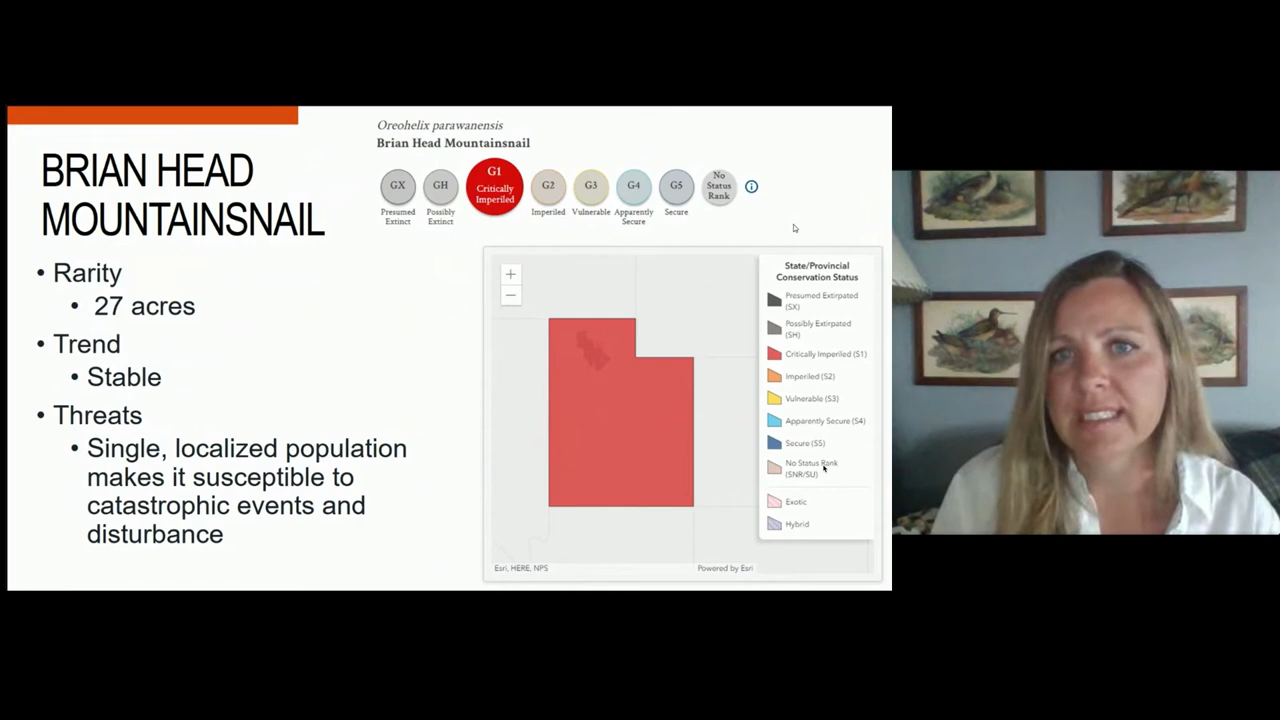 BRIAN HEAD
MOUNTAINSNAIL
• Rarity
• 27 acres
• Trend
• Stable
• Threats
• Single, localized population
makes it susceptible to
catastrophic events and
disturbance
Oreohelix parawanensis
Brian Head Mountainsnail
GX
Presumed
Extinct
GH
Possibly
Extinct
G1
Critically
Imperiled
G2
Imperiled
G3
Vulnerable
G4
Apparently
Secure
G5
Secure
No
Status
Rank
i
+
−
State/Provincial
Conservation Status
Presumed Extirpated
(SX)
Possibly Extirpated
(SH)
Critically Imperiled (S1)
Imperiled (S2)
Vulnerable (S3)
Apparently Secure (S4)
Secure (S5)
No Status Rank
(SNR/SU)
Exotic
Hybrid
Esri, HERE, NPS
Powered by Esri